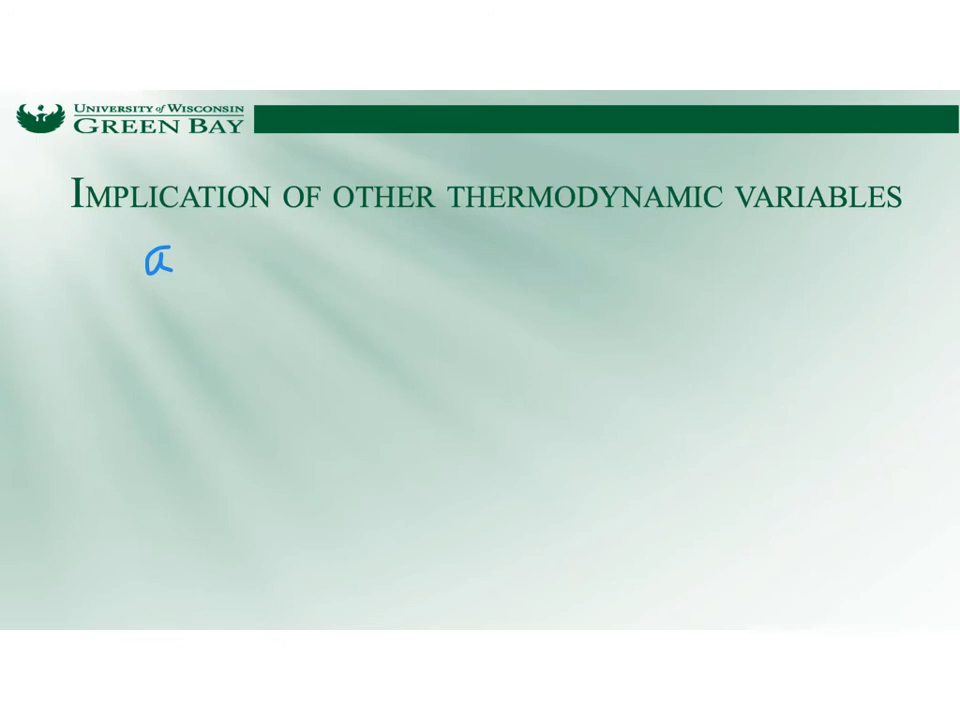 UNIVERSITY of WISCONSIN
GREEN BAY
IMPLICATION OF OTHER THERMODYNAMIC VARIABLES